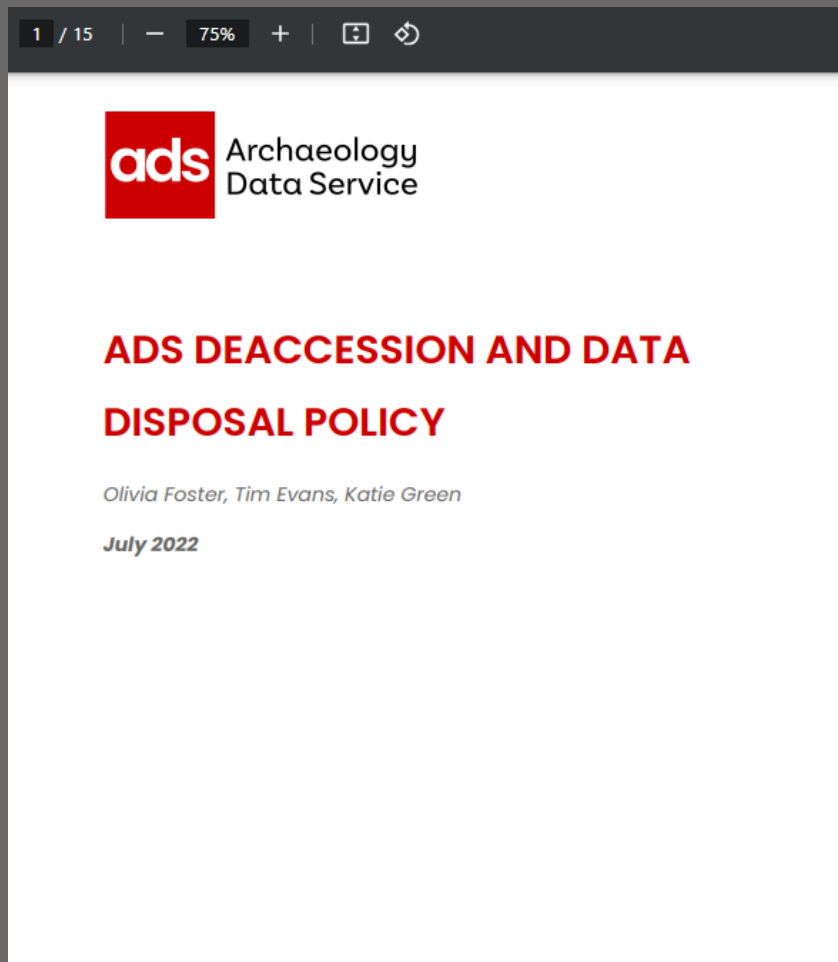 1 / 15 75%
ads Archaeology
Data Service
ADS DEACCESSION AND DATA
DISPOSAL POLICY
Olivia Foster, Tim Evans, Katie Green
July 2022